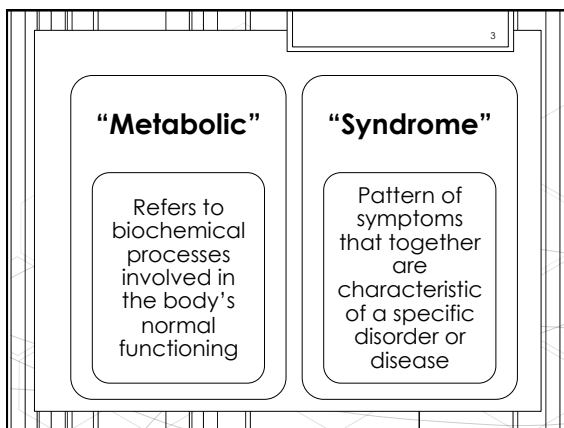 3
“Metabolic”
Refers to
biochemical
processes
involved in
the body’s
normal
functioning
“Syndrome”
Pattern of
symptoms
that together
are
characteristic
of a specific
disorder or
disease